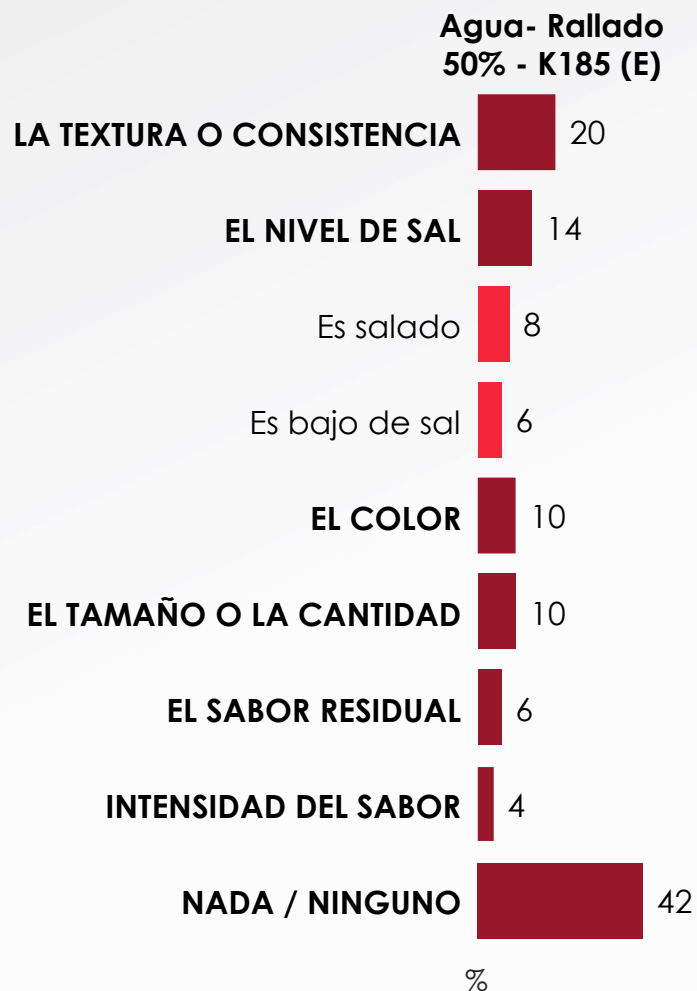 Agua- Rallado
50% - K185 (E)
LA TEXTURA O CONSISTENCIA 20
EL NIVEL DE SAL 14
Es salado 8
Es bajo de sal 6
EL COLOR 10
EL TAMAÑO O LA CANTIDAD 10
EL SABOR RESIDUAL 6
INTENSIDAD DEL SABOR 4
NADA / NINGUNO 42
%